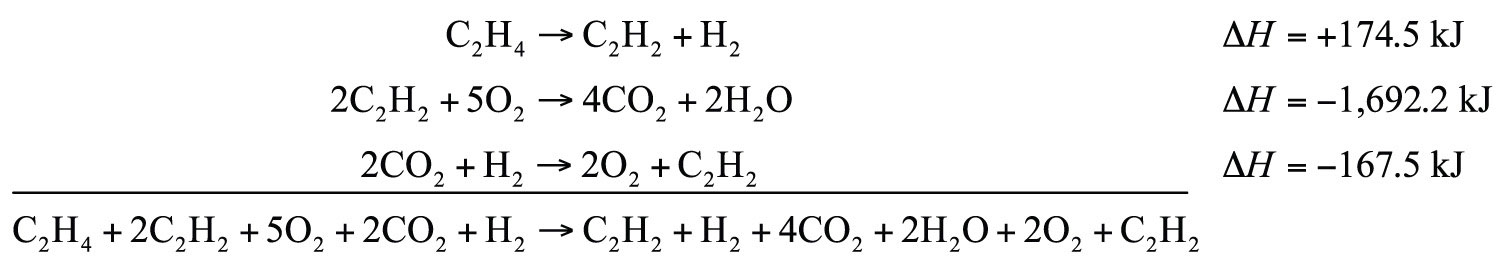 C₂H₄ → C₂H₂ + H₂ ΔH = +174.5 kJ
2C₂H₂ + 5O₂ → 4CO₂ + 2H₂O ΔH = −1,692.2 kJ
2CO₂ + H₂ → 2O₂ + C₂H₂ ΔH = −167.5 kJ
C₂H₄ + 2C₂H₂ + 5O₂ + 2CO₂ + H₂ → C₂H₂ + H₂ + 4CO₂ + 2H₂O + 2O₂ + C₂H₂